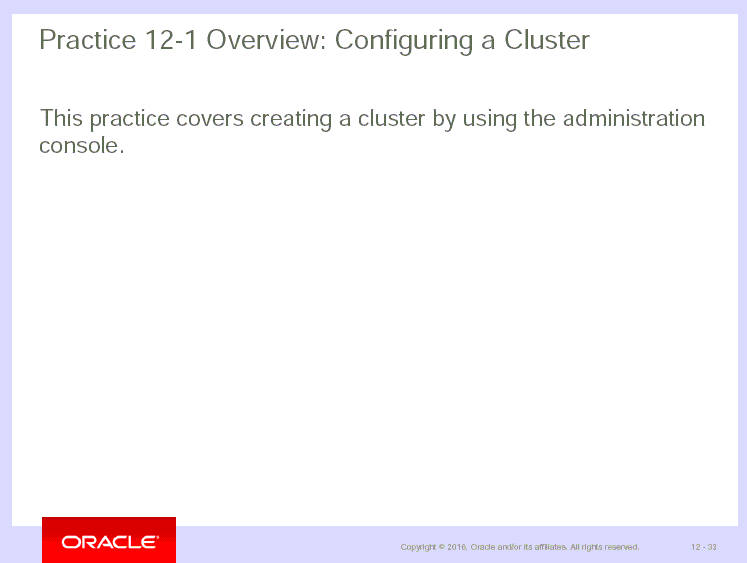 Practice 12-1 Overview: Configuring a Cluster
This practice covers creating a cluster by using the administration
console.
ORACLE
Copyright © 2016, Oracle and/or its affiliates. All rights reserved.
12 - 33